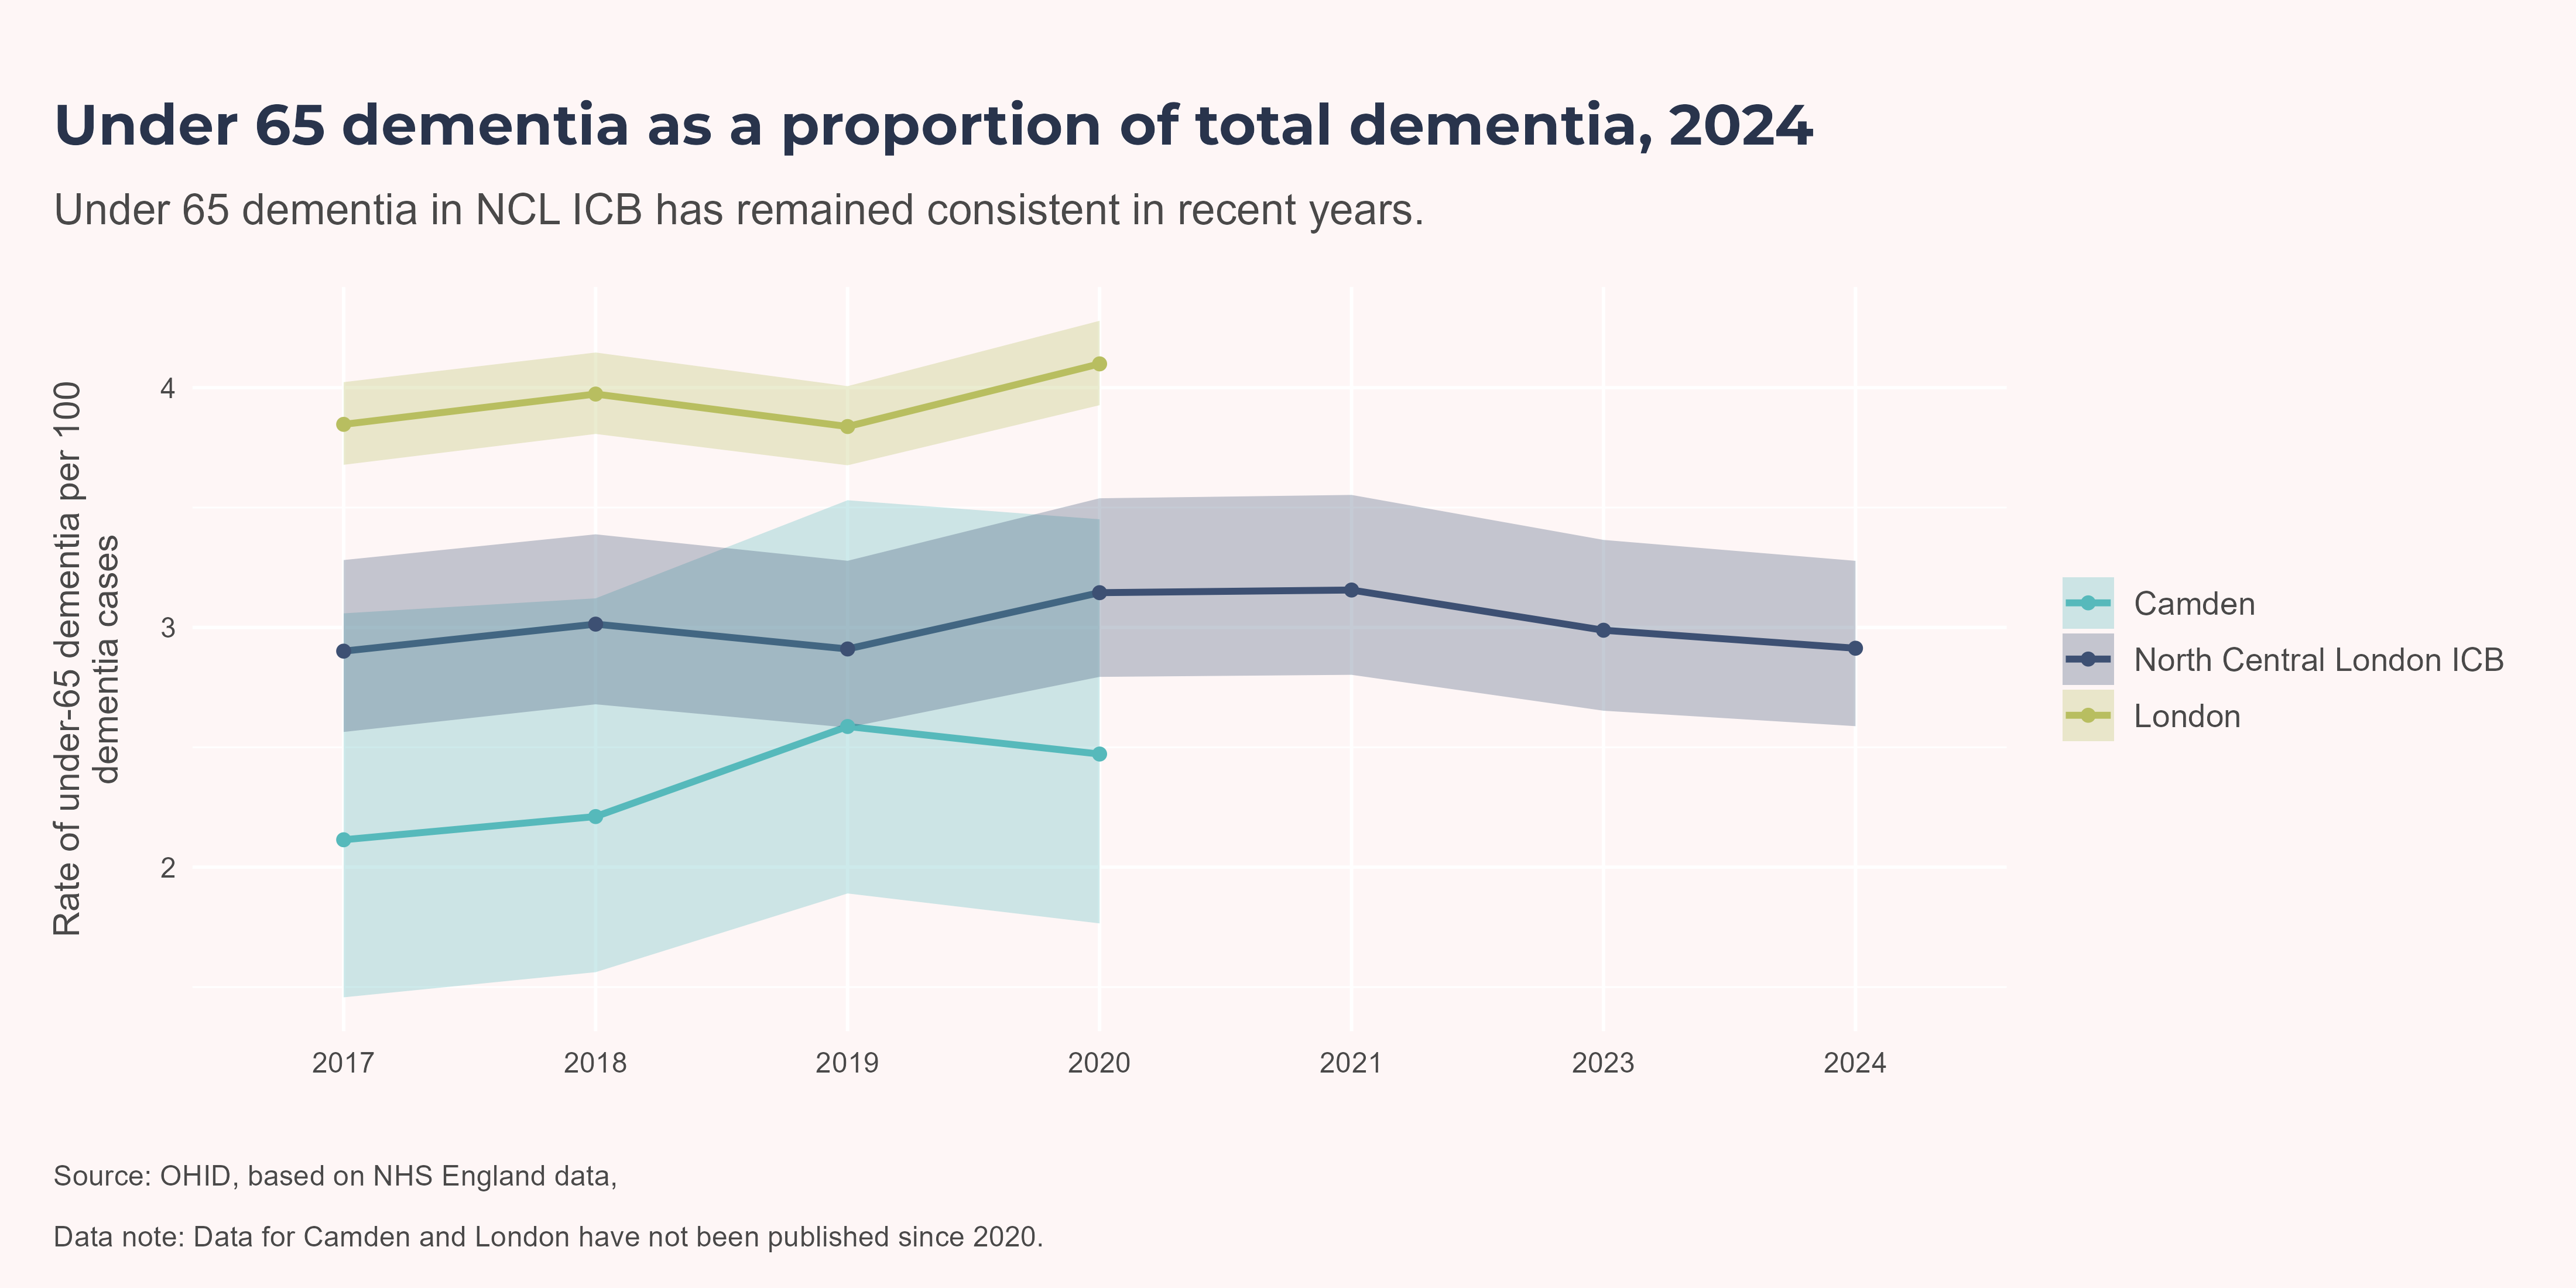 Under 65 dementia as a proportion of total dementia, 2024
Under 65 dementia in NCL ICB has remained consistent in recent years.
Rate of under-65 dementia per 100
dementia cases
4
3
2
2017
2018
2019
2020
2021
2023
2024
Camden
North Central London ICB
London
Source: OHID, based on NHS England data,
Data note: Data for Camden and London have not been published since 2020.